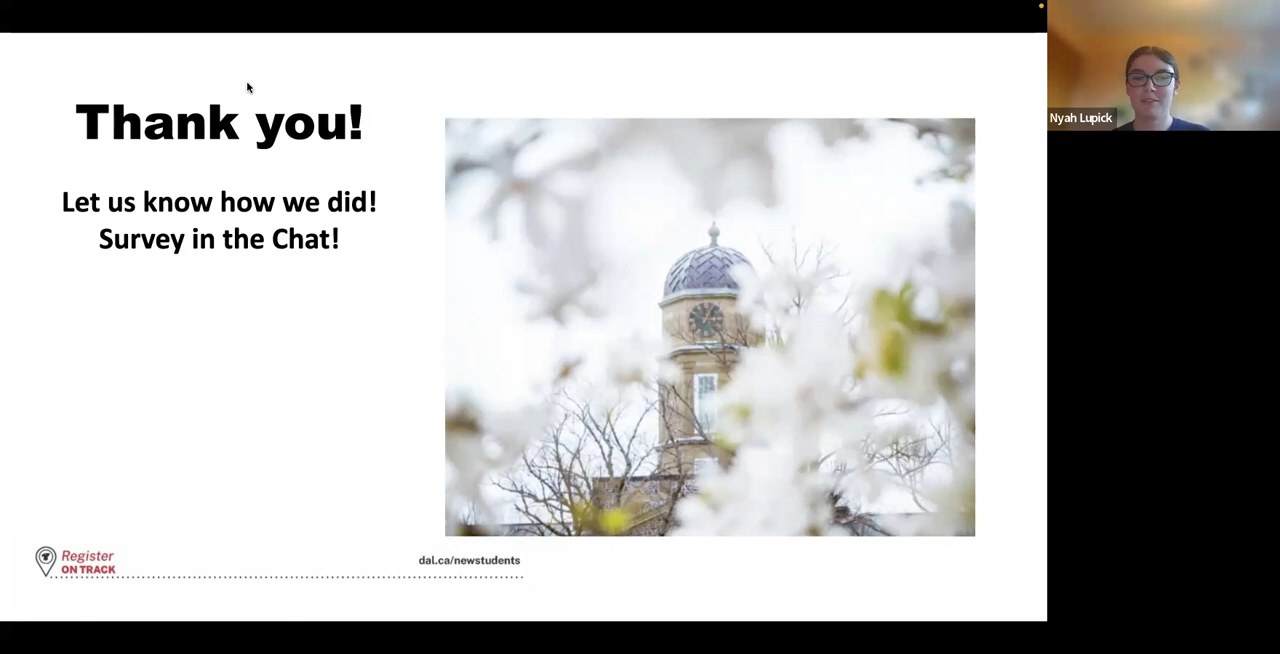 Thank you!
Let us know how we did!
Survey in the Chat!
Nyah Lupick
Register
ON TRACK
dal.ca/newstudents